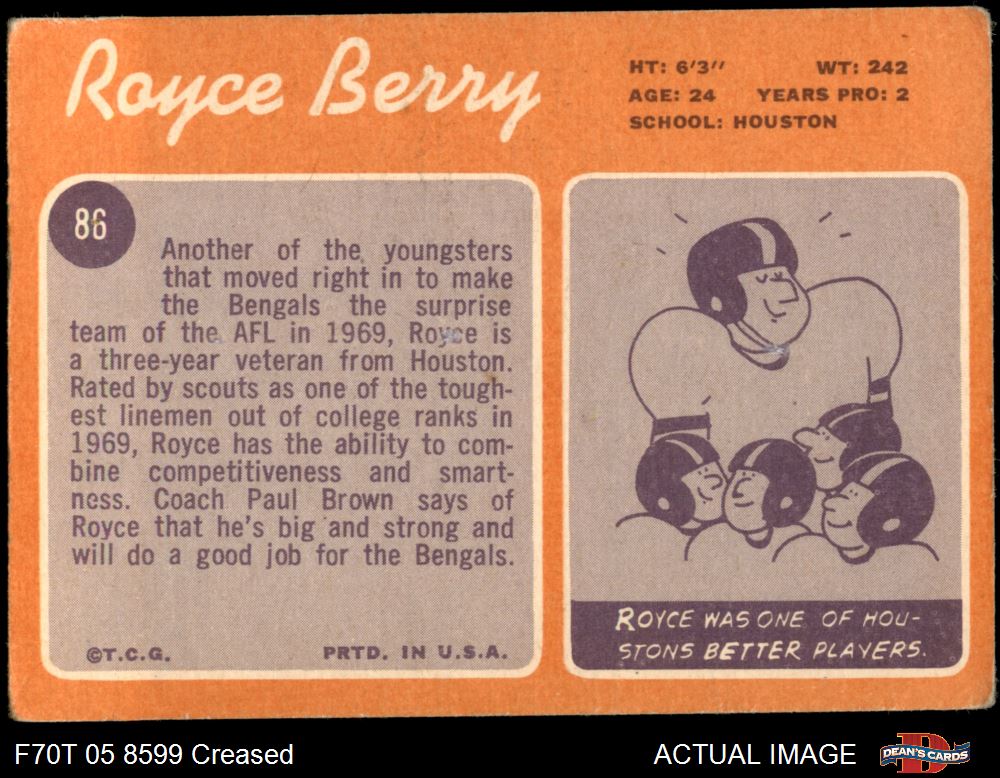 Royce Berry
HT: 6'3'' WT: 242
AGE: 24 YEARS PRO: 2
SCHOOL: HOUSTON
86
Another of the youngsters
that moved right in to make
the Bengals the surprise
team of the AFL in 1969, Royce is
a three-year veteran from Houston.
Rated by scouts as one of the tough-
est linemen out of college ranks in
1969, Royce has the ability to com-
bine competitiveness and smart-
ness. Coach Paul Brown says of
Royce that he's big and strong and
will do a good job for the Bengals.
©T.C.G. PRTD. IN U.S.A.
ROYCE WAS ONE OF HOU-
STONS BETTER PLAYERS.
F70T 05 8599 Creased
ACTUAL IMAGE
D
DEAN'S CARDS